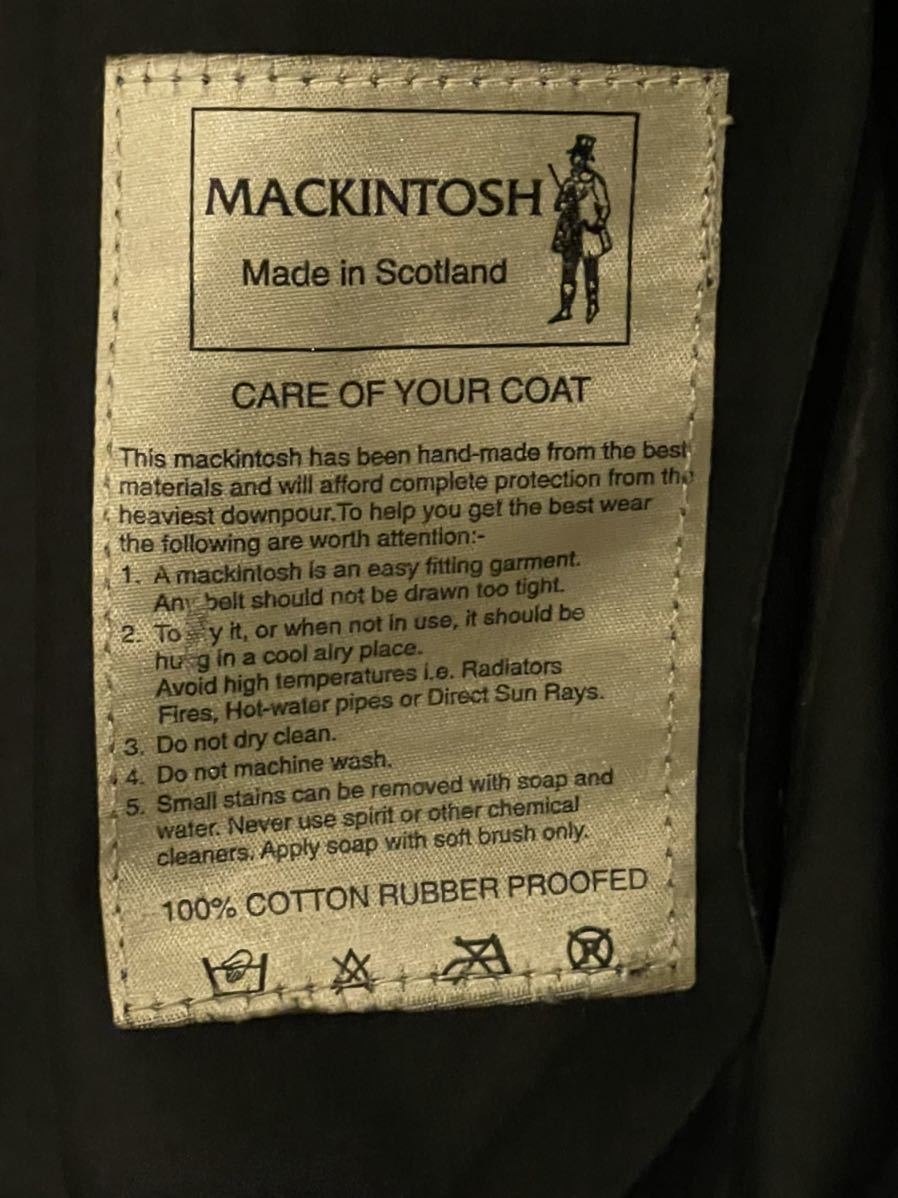 MACKINTOSH
Made in Scotland
CARE OF YOUR COAT
This mackintosh has been hand-made from the best
materials and will afford complete protection from the
heaviest downpour.To help you get the best wear
the following are worth attention:-
1. A mackintosh is an easy fitting garment.
Any belt should not be drawn too tight.
2. To it, or when not in use, it should be
in a cool airy place.
Avoid high temperatures i.e. Radiators
Fires, Hot-water pipes or Direct Sun Rays.
3. Do not dry clean.
4. Do not machine wash.
5. Small stains can be removed with soap and
water. Never use spirit or other chemical
cleaners. Apply soap with soft brush only.
100% COTTON RUBBER PROOFED